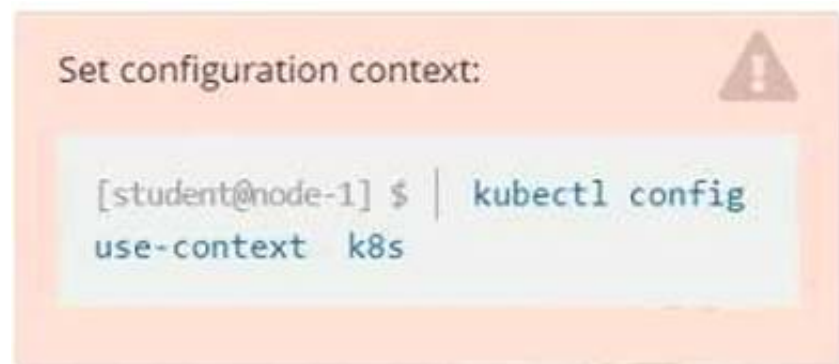 Set configuration context:
[student@node-1] $ | kubectl config
use-context k8s